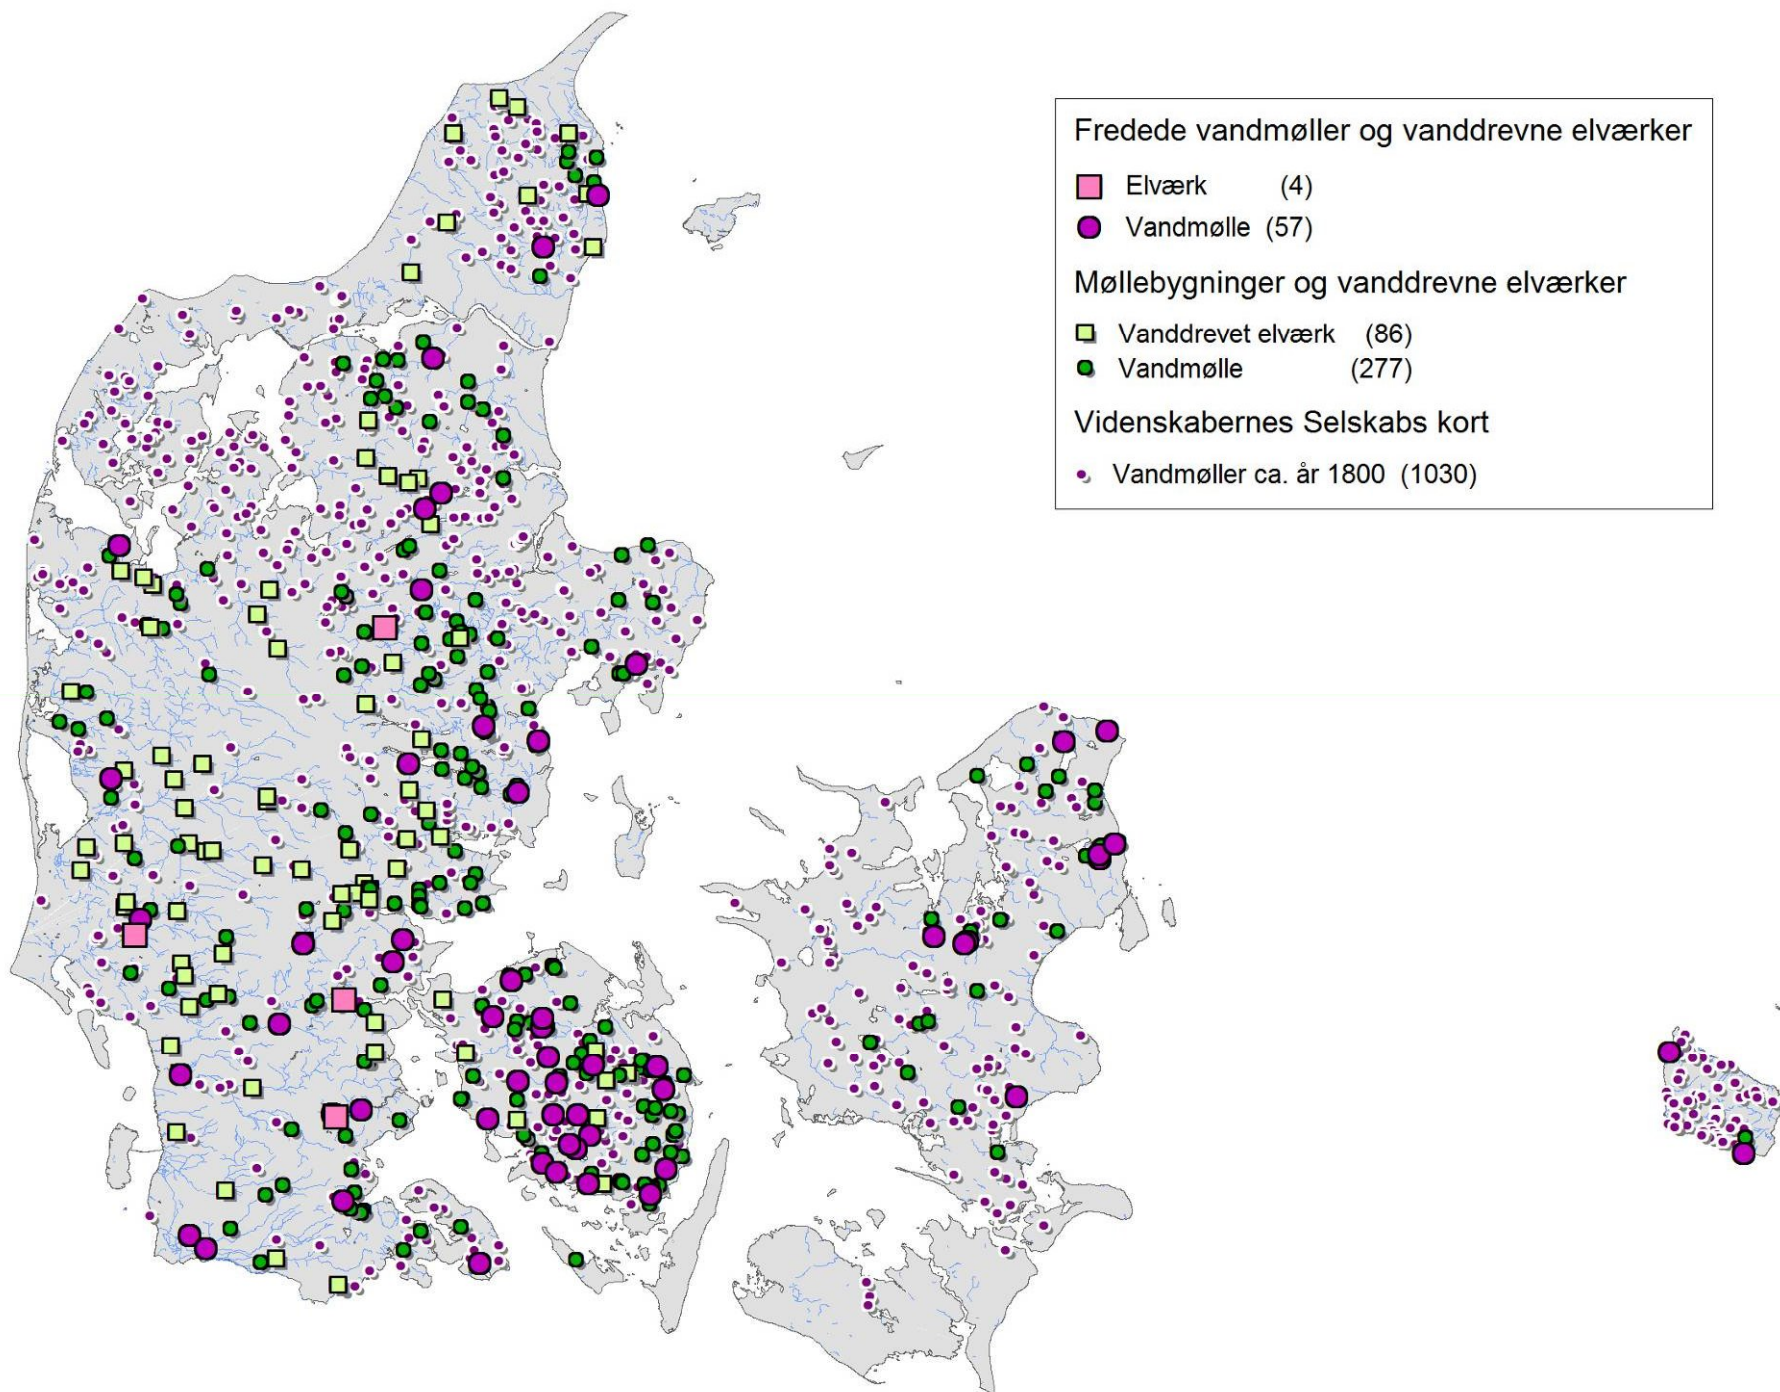 Fredede vandmøller og vanddrevne elværker
Elværk (4)
Vandmølle (57)
Møllebygninger og vanddrevne elværker
Vanddrevet elværk (86)
Vandmølle (277)
Videnskabernes Selskabs kort
Vandmøller ca. år 1800 (1030)